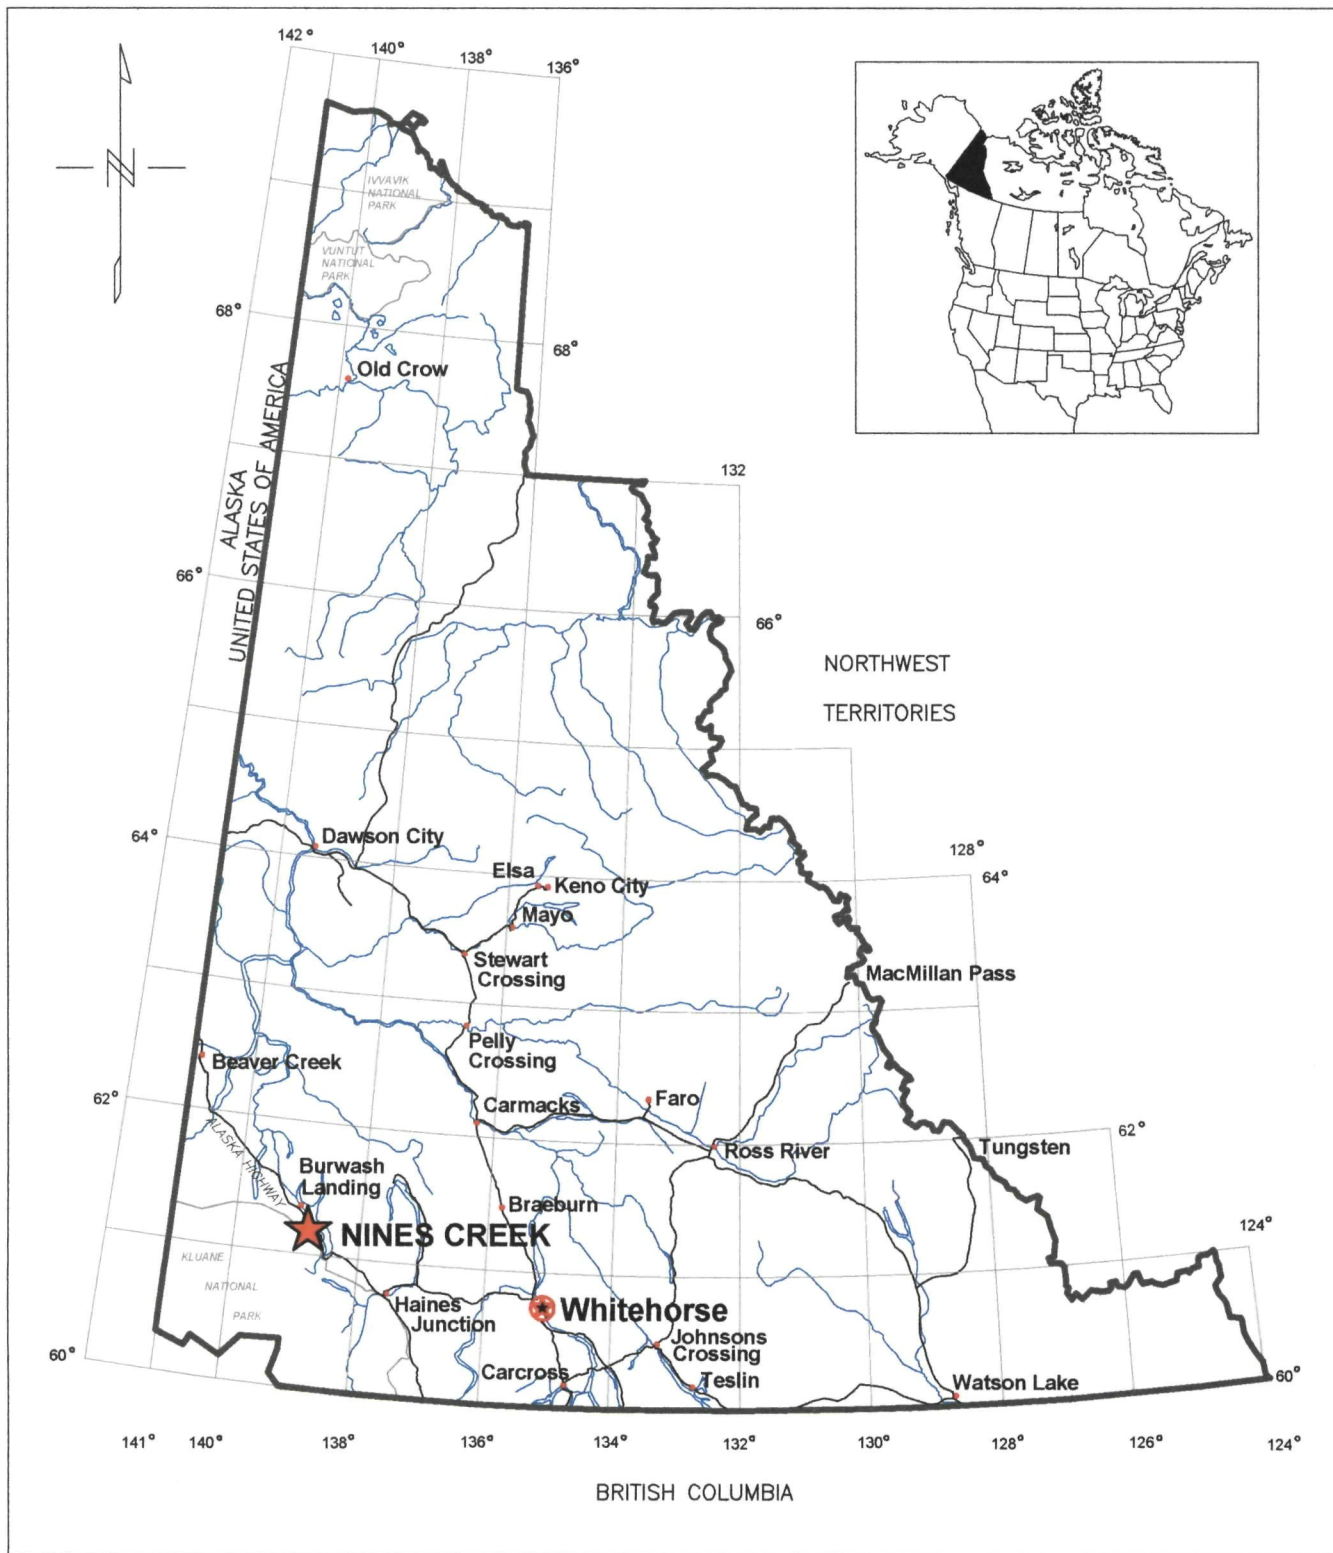 142°
140°
138°
136°
N
IVVAVIK
NATIONAL
PARK
VUNTUT
NATIONAL
PARK
68°
68°
Old Crow
ALASKA
UNITED STATES OF AMERICA
132
66°
66°
NORTHWEST
TERRITORIES
64°
Dawson City
128°
64°
Elsa
Keno City
Mayo
Stewart
Crossing
MacMillan Pass
Pelly
Crossing
Beaver Creek
62°
Carmacks
Faro
62°
ALASKA HIGHWAY
Ross River
Tungsten
Burwash
Landing
Braeburn
NINES CREEK
124°
KLUANE
NATIONAL
PARK
Haines
Junction
Whitehorse
Johnsons
Crossing
60°
Carcross
Teslin
Watson Lake
60°
141°
140°
138°
136°
134°
132°
130°
128°
126°
124°
BRITISH COLUMBIA